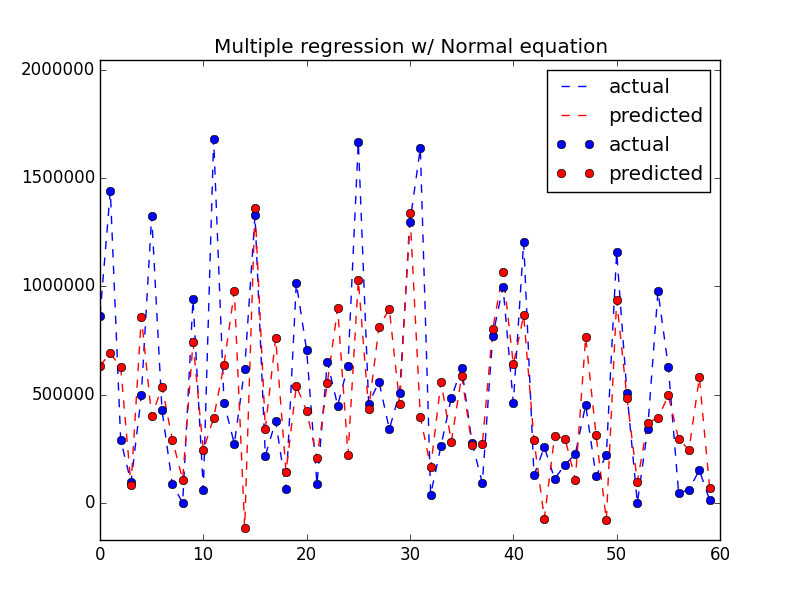 Multiple regression w/ Normal equation
2000000
1500000
1000000
500000
0
0 10 20 30 40 50 60
actual
predicted
actual
predicted